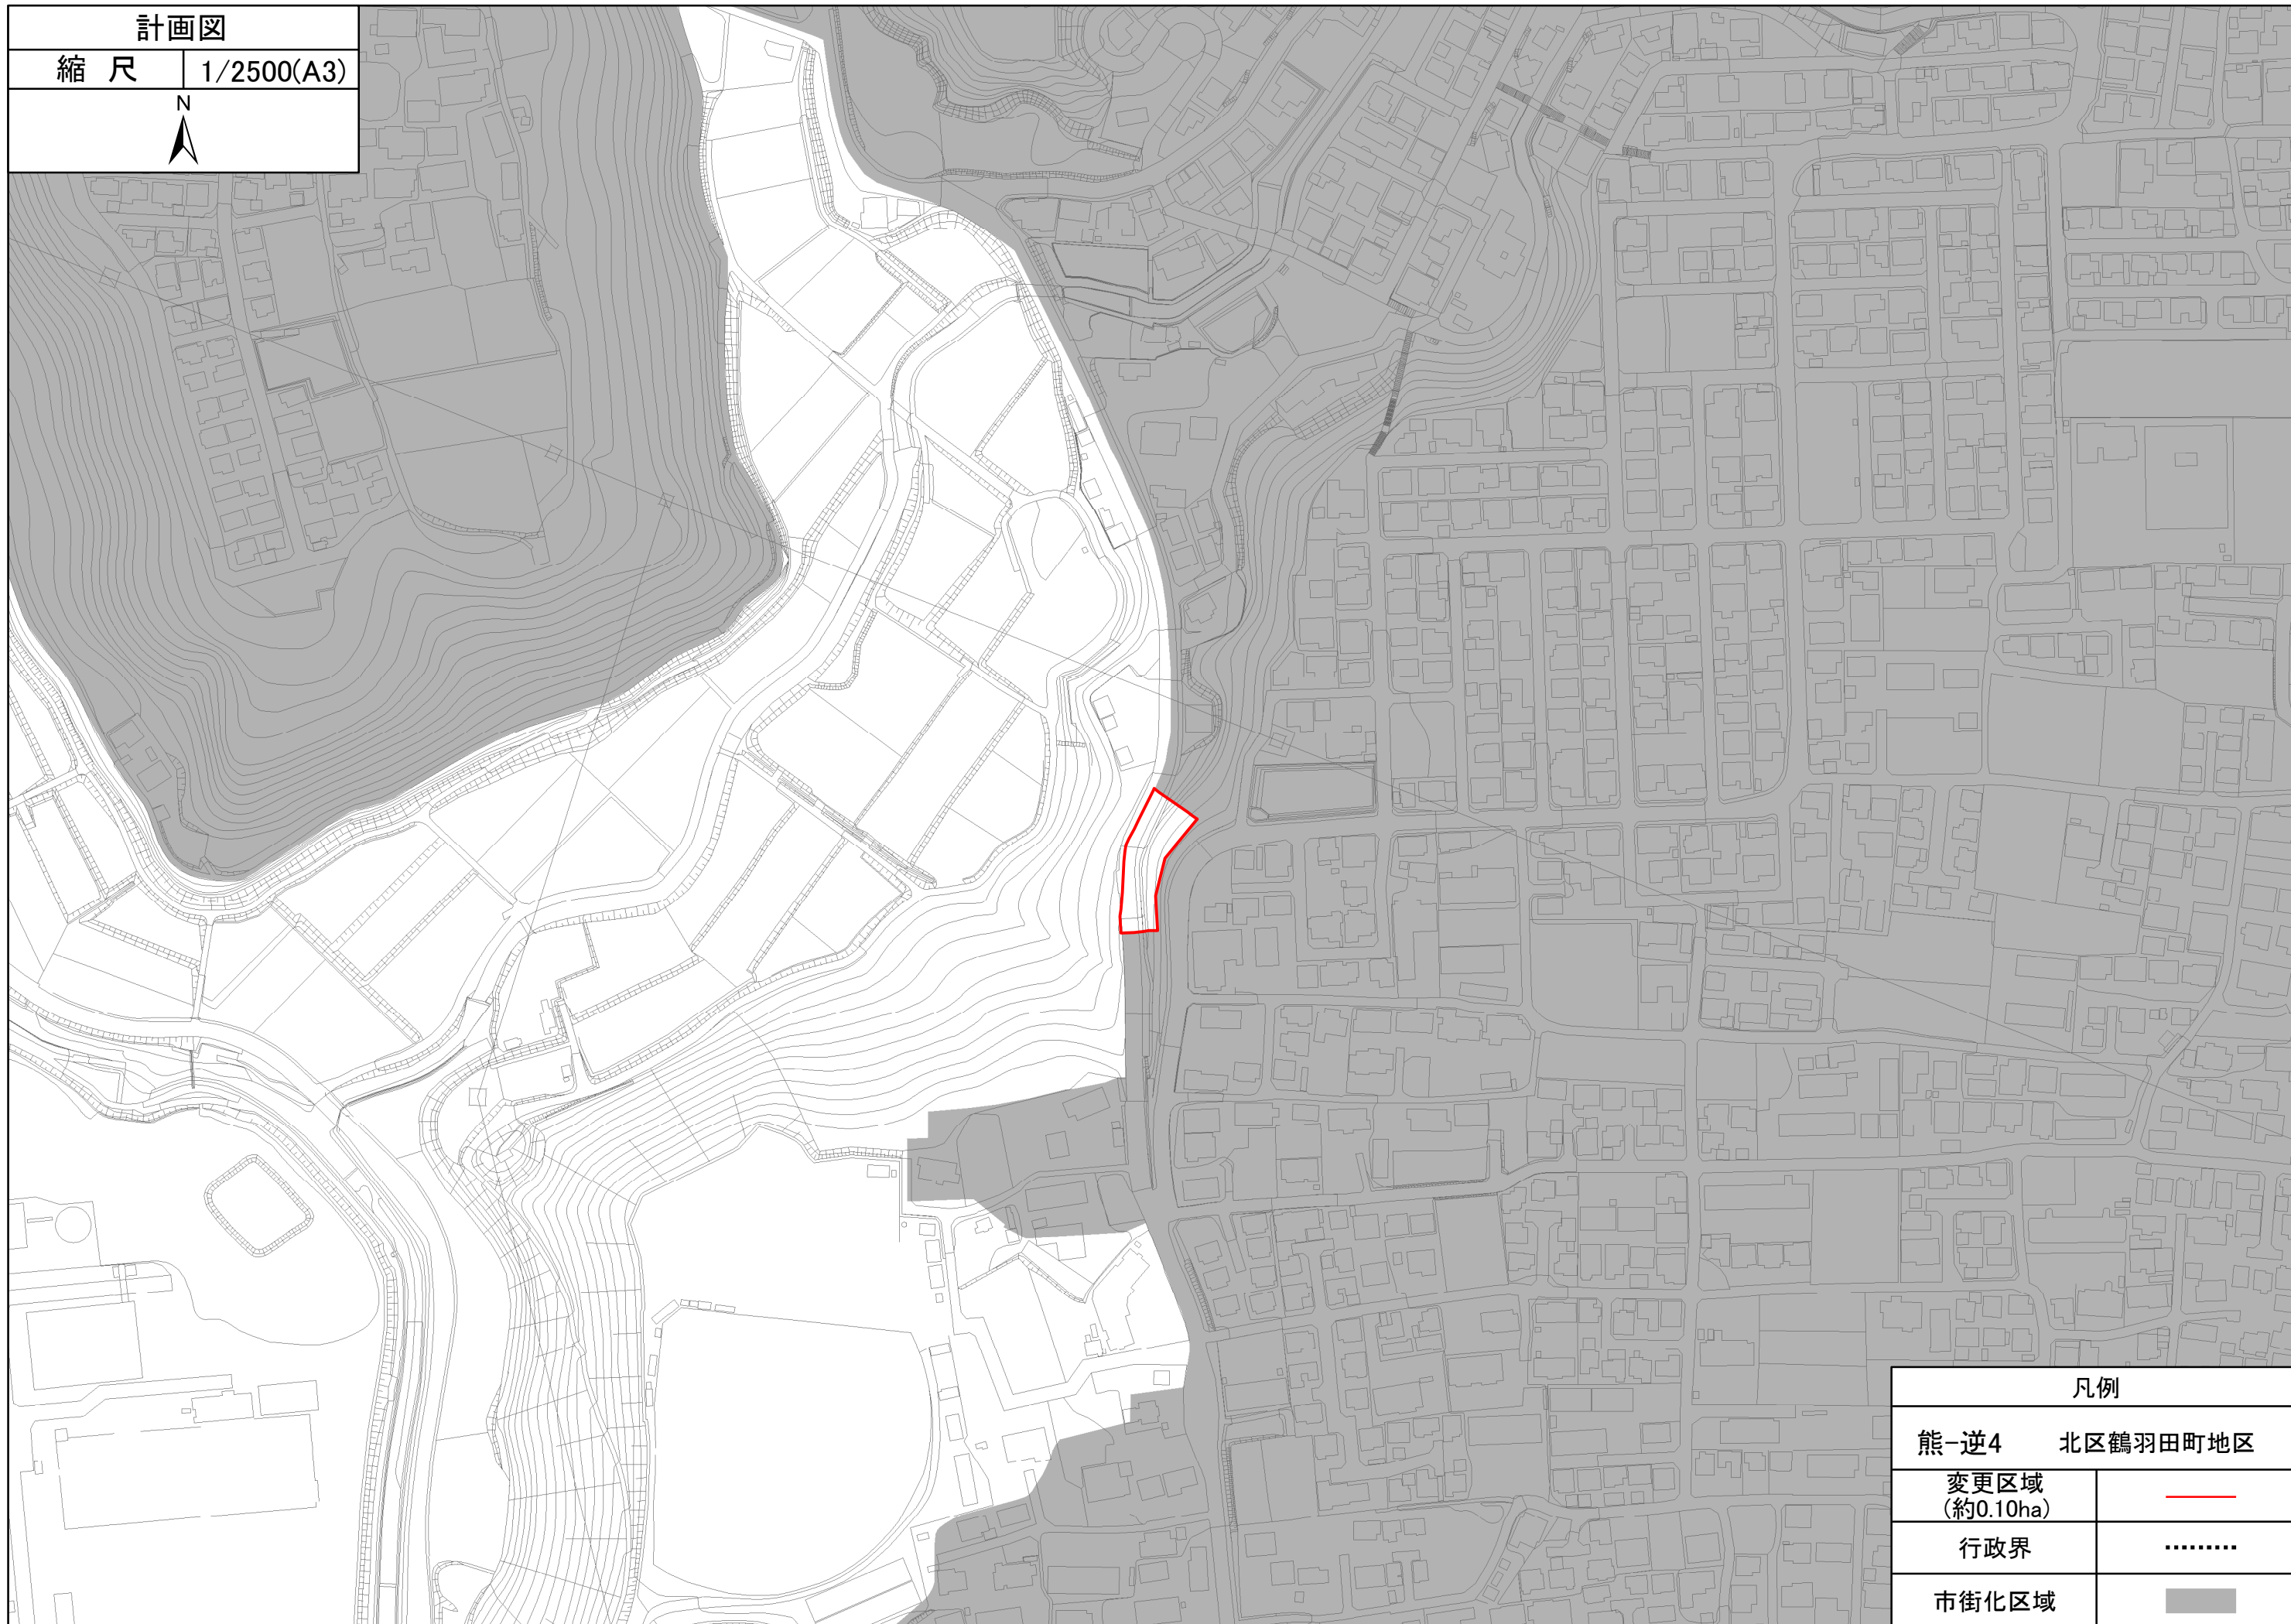 計画図
縮 尺 1/2500(A3)
N
凡例
熊-逆4 北区鶴羽田町地区
変更区域
(約0.10ha)
行政界
市街化区域